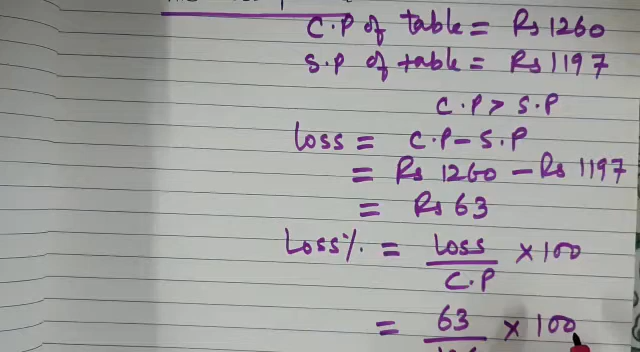 C.P of table = Rs 1260
S.P of table = Rs 1197
C.P > S.P
Loss = C.P - S.P
= Rs 1260 - Rs 1197
= Rs 63
Loss% = Loss/C.P × 100
= 63/ × 100